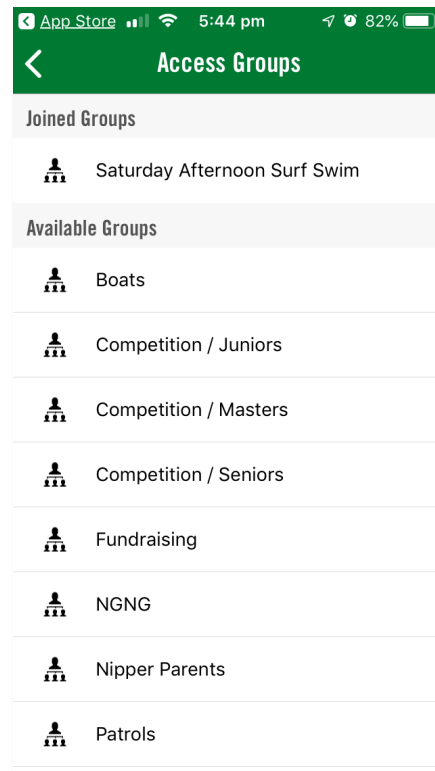 App Store 5:44 pm 82%
Access Groups
Joined Groups
Saturday Afternoon Surf Swim
Available Groups
Boats
Competition / Juniors
Competition / Masters
Competition / Seniors
Fundraising
NGNG
Nipper Parents
Patrols